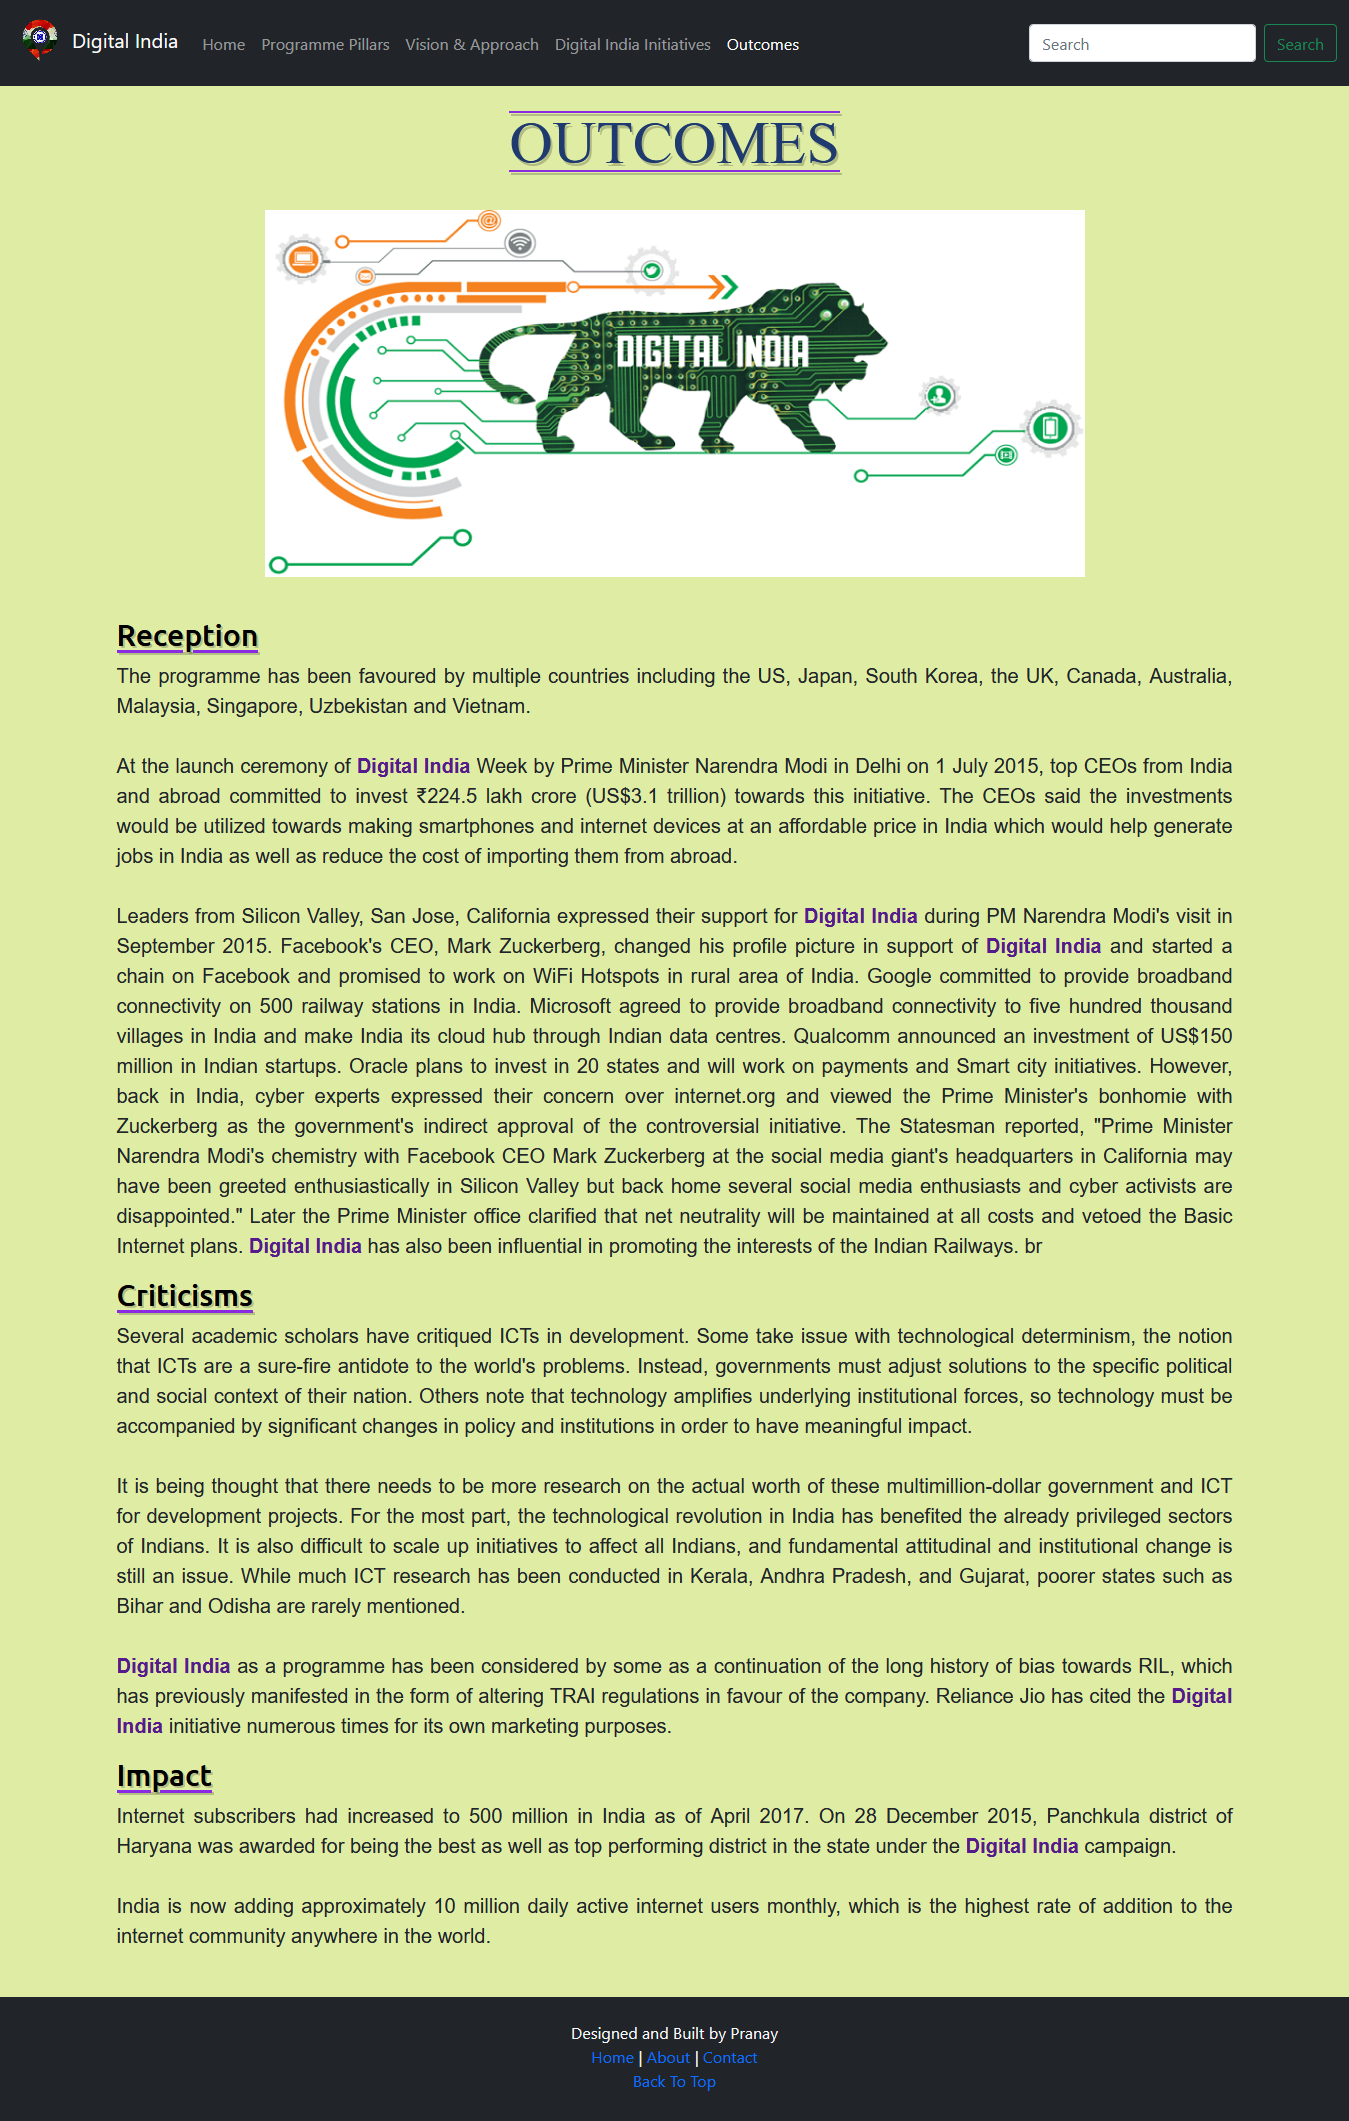 Digital India
Home
Programme Pillars
Vision & Approach
Digital India Initiatives
Outcomes
Search
Search
OUTCOMES
DIGITAL INDIA
Reception
The programme has been favoured by multiple countries including the US, Japan, South Korea, the UK, Canada, Australia,
Malaysia, Singapore, Uzbekistan and Vietnam.
At the launch ceremony of Digital India Week by Prime Minister Narendra Modi in Delhi on 1 July 2015, top CEOs from India
and abroad committed to invest ₹224.5 lakh crore (US$3.1 trillion) towards this initiative. The CEOs said the investments
would be utilized towards making smartphones and internet devices at an affordable price in India which would help generate
jobs in India as well as reduce the cost of importing them from abroad.
Leaders from Silicon Valley, San Jose, California expressed their support for Digital India during PM Narendra Modi's visit in
September 2015. Facebook's CEO, Mark Zuckerberg, changed his profile picture in support of Digital India and started a
chain on Facebook and promised to work on WiFi Hotspots in rural area of India. Google committed to provide broadband
connectivity on 500 railway stations in India. Microsoft agreed to provide broadband connectivity to five hundred thousand
villages in India and make India its cloud hub through Indian data centres. Qualcomm announced an investment of US$150
million in Indian startups. Oracle plans to invest in 20 states and will work on payments and Smart city initiatives. However,
back in India, cyber experts expressed their concern over internet.org and viewed the Prime Minister's bonhomie with
Zuckerberg as the government's indirect approval of the controversial initiative. The Statesman reported, "Prime Minister
Narendra Modi's chemistry with Facebook CEO Mark Zuckerberg at the social media giant's headquarters in California may
have been greeted enthusiastically in Silicon Valley but back home several social media enthusiasts and cyber activists are
disappointed." Later the Prime Minister office clarified that net neutrality will be maintained at all costs and vetoed the Basic
Internet plans. Digital India has also been influential in promoting the interests of the Indian Railways. br
Criticisms
Several academic scholars have critiqued ICTs in development. Some take issue with technological determinism, the notion
that ICTs are a sure-fire antidote to the world's problems. Instead, governments must adjust solutions to the specific political
and social context of their nation. Others note that technology amplifies underlying institutional forces, so technology must be
accompanied by significant changes in policy and institutions in order to have meaningful impact.
It is being thought that there needs to be more research on the actual worth of these multimillion-dollar government and ICT
for development projects. For the most part, the technological revolution in India has benefited the already privileged sectors
of Indians. It is also difficult to scale up initiatives to affect all Indians, and fundamental attitudinal and institutional change is
still an issue. While much ICT research has been conducted in Kerala, Andhra Pradesh, and Gujarat, poorer states such as
Bihar and Odisha are rarely mentioned.
Digital India as a programme has been considered by some as a continuation of the long history of bias towards RIL, which
has previously manifested in the form of altering TRAI regulations in favour of the company. Reliance Jio has cited the Digital
India initiative numerous times for its own marketing purposes.
Impact
Internet subscribers had increased to 500 million in India as of April 2017. On 28 December 2015, Panchkula district of
Haryana was awarded for being the best as well as top performing district in the state under the Digital India campaign.
India is now adding approximately 10 million daily active internet users monthly, which is the highest rate of addition to the
internet community anywhere in the world.
Designed and Built by Pranay
Home | About | Contact
Back To Top